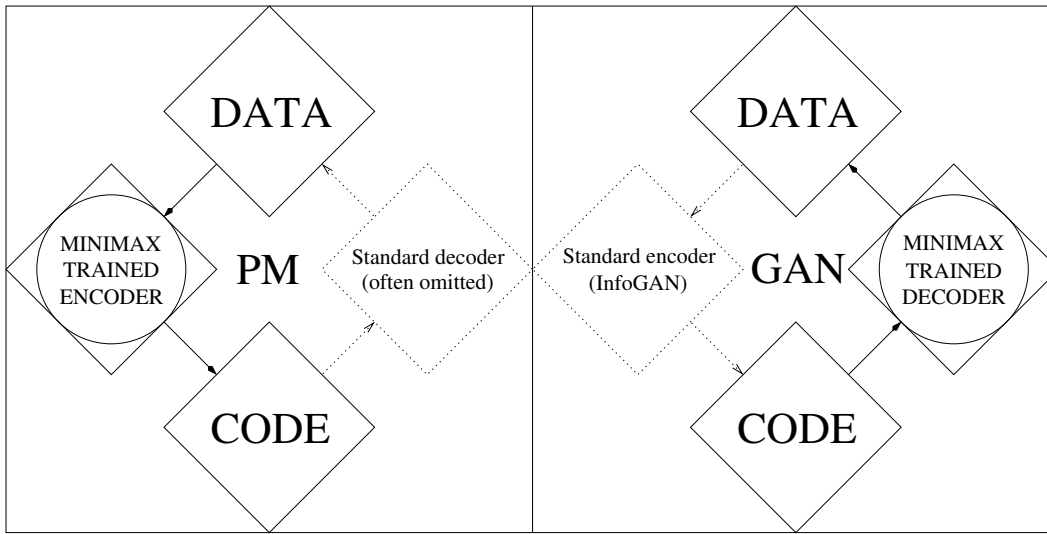 DATA
MINIMAX
TRAINED
ENCODER
PM
Standard decoder
(often omitted)
CODE
DATA
Standard encoder
(InfoGAN)
GAN
MINIMAX
TRAINED
DECODER
CODE